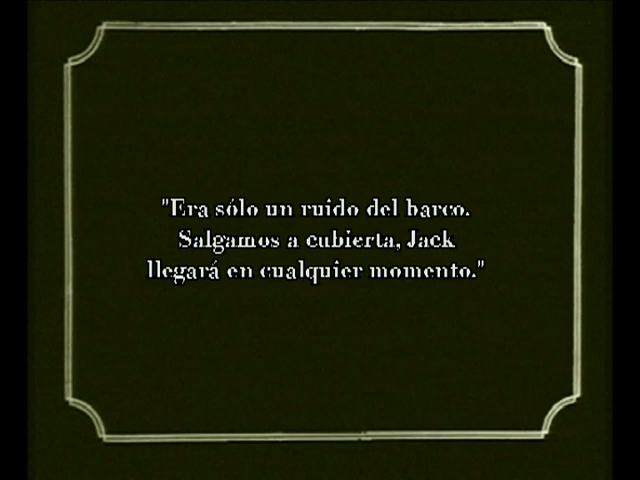 "Era sólo un ruido del barco.
Salgamos a cubierta, Jack
llegará en cualquier momento."